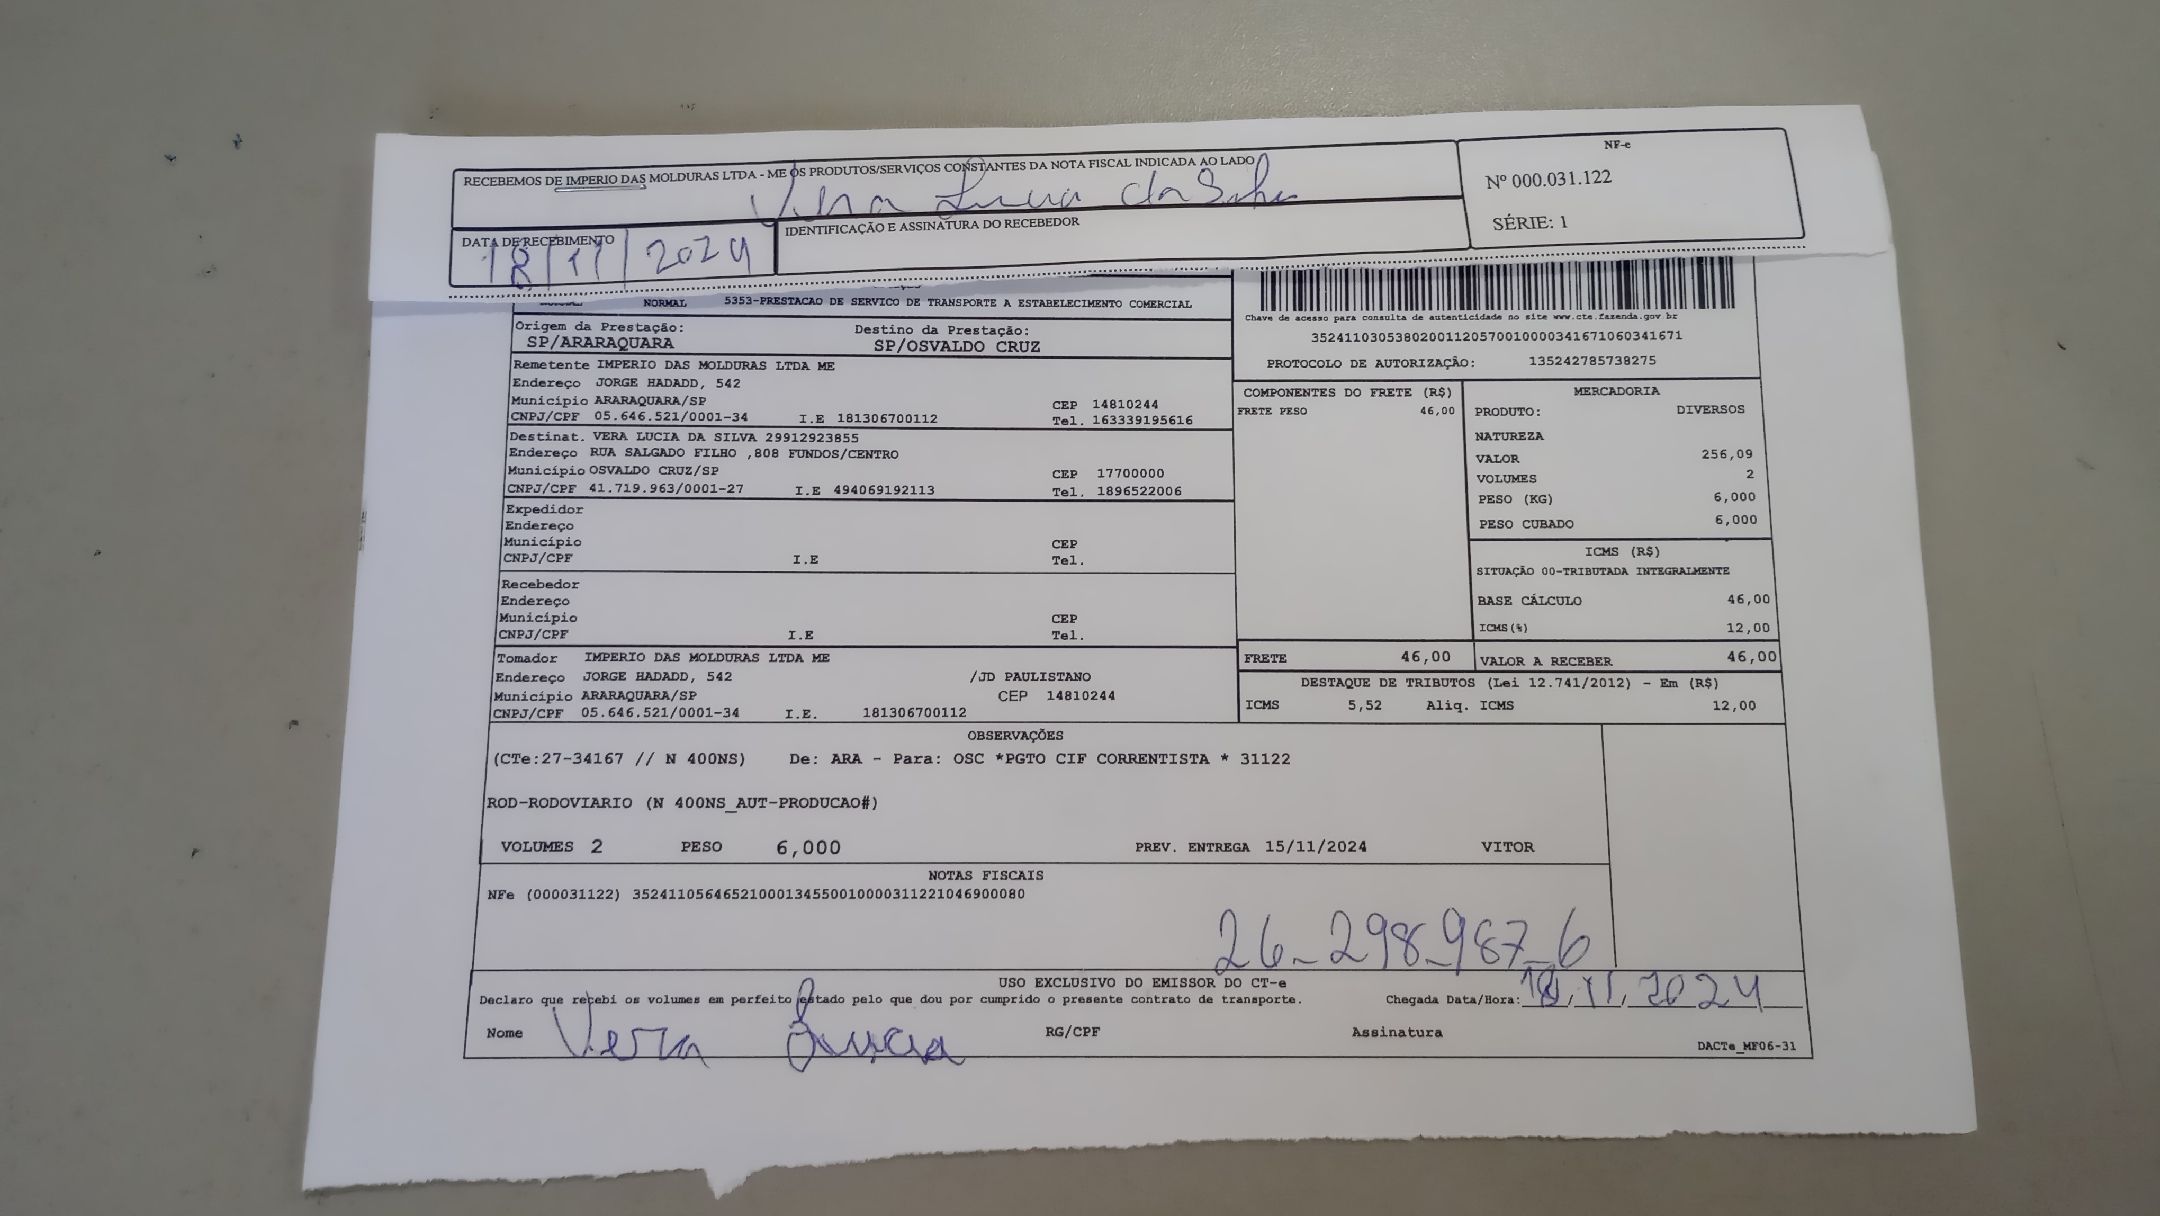 RECEBEMOS DE IMPERIO DAS MOLDURAS LTDA - ME OS PRODUTOS/SERVIÇOS CONSTANTES DA NOTA FISCAL INDICADA AO LADO
NF-e
Nº 000.031.122
SÉRIE: 1
DATA DE RECEBIMENTO
18/11/2024
IDENTIFICAÇÃO E ASSINATURA DO RECEBEDOR
NORMAL 5353-PRESTACAO DE SERVICO DE TRANSPORTE A ESTABELECIMENTO COMERCIAL
Chave de acesso para consulta de autenticidade no site www.cte.fazenda.gov br
35241103053802001120570010000341671060341671
PROTOCOLO DE AUTORIZAÇÃO: 135242785738275
Origem da Prestação: Destino da Prestação:
SP/ARARAQUARA SP/OSVALDO CRUZ
Remetente IMPERIO DAS MOLDURAS LTDA ME
Endereço JORGE HADADD, 542
Município ARARAQUARA/SP CEP 14810244
CNPJ/CPF 05.646.521/0001-34 I.E 181306700112 Tel. 163339195616
Destinat. VERA LUCIA DA SILVA 29912923855
Endereço RUA SALGADO FILHO ,808 FUNDOS/CENTRO
Município OSVALDO CRUZ/SP CEP 17700000
CNPJ/CPF 41.719.963/0001-27 I.E 494069192113 Tel. 1896522006
Expedidor
Endereço
Município CEP
CNPJ/CPF I.E Tel.
Recebedor
Endereço
Município CEP
CNPJ/CPF I.E Tel.
Tomador IMPERIO DAS MOLDURAS LTDA ME
Endereço JORGE HADADD, 542 /JD PAULISTANO
Município ARARAQUARA/SP CEP 14810244
CNPJ/CPF 05.646.521/0001-34 I.E. 181306700112
COMPONENTES DO FRETE (R$)
FRETE PESO 46,00
MERCADORIA
PRODUTO: DIVERSOS
NATUREZA
VALOR 256,09
VOLUMES 2
PESO (KG) 6,000
PESO CUBADO 6,000
ICMS (R$)
SITUAÇÃO 00-TRIBUTADA INTEGRALMENTE
BASE CÁLCULO 46,00
ICMS(%) 12,00
FRETE 46,00 VALOR A RECEBER 46,00
DESTAQUE DE TRIBUTOS (Lei 12.741/2012) - Em (R$)
ICMS 5,52 Aliq. ICMS 12,00
OBSERVAÇÕES
(CTe:27-34167 // N 400NS) De: ARA - Para: OSC *PGTO CIF CORRENTISTA * 31122
ROD-RODOVIARIO (N 400NS_AUT-PRODUCAO#)
VOLUMES 2 PESO 6,000 PREV. ENTREGA 15/11/2024 VITOR
NOTAS FISCAIS
NFe (000031122) 35241105646521000134550010000311221046900080
26-298-987-6
USO EXCLUSIVO DO EMISSOR DO CT-e
Declaro que recebi os volumes em perfeito estado pelo que dou por cumprido o presente contrato de transporte. Chegada Data/Hora: 18/11/2024
Nome Vera Lucia RG/CPF Assinatura
DACTe_MF06-31